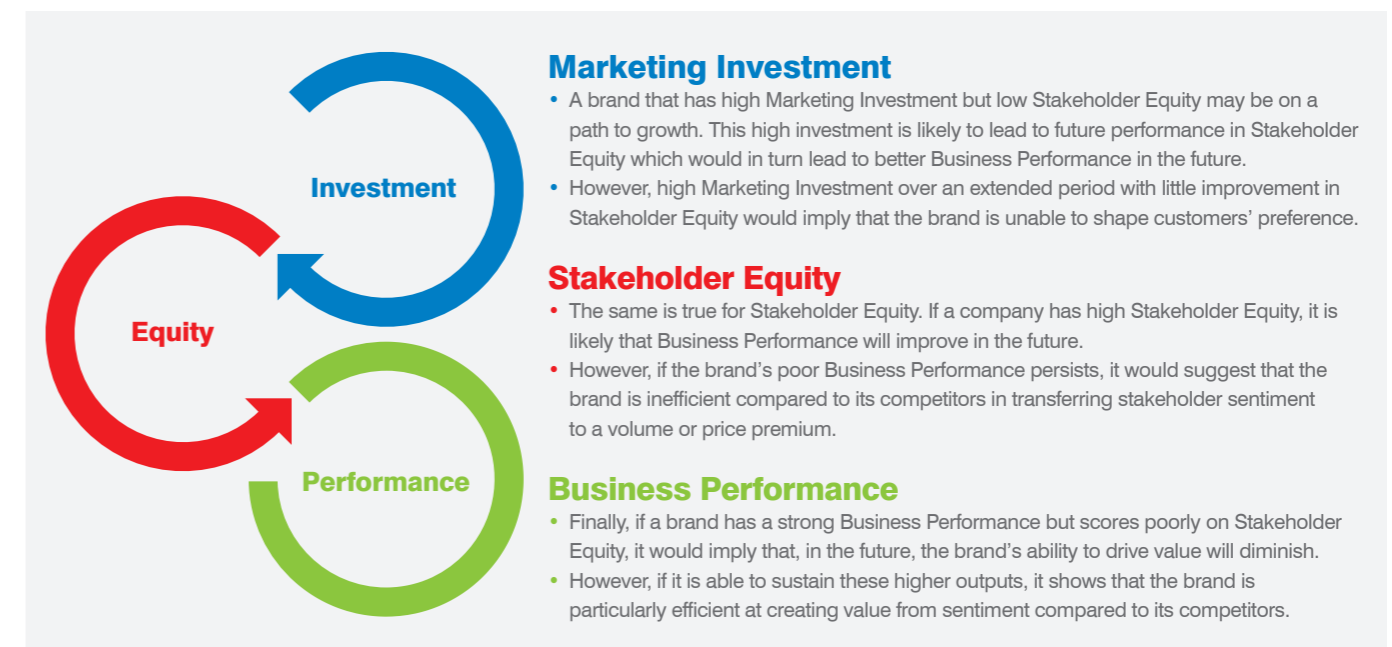 Marketing Investment
• A brand that has high Marketing Investment but low Stakeholder Equity may be on a
path to growth. This high investment is likely to lead to future performance in Stakeholder
Equity which would in turn lead to better Business Performance in the future.
• However, high Marketing Investment over an extended period with little improvement in
Stakeholder Equity would imply that the brand is unable to shape customers’ preference.
Investment
Stakeholder Equity
• The same is true for Stakeholder Equity. If a company has high Stakeholder Equity, it is
likely that Business Performance will improve in the future.
• However, if the brand’s poor Business Performance persists, it would suggest that the
brand is inefficient compared to its competitors in transferring stakeholder sentiment
to a volume or price premium.
Equity
Business Performance
• Finally, if a brand has a strong Business Performance but scores poorly on Stakeholder
Equity, it would imply that, in the future, the brand’s ability to drive value will diminish.
• However, if it is able to sustain these higher outputs, it shows that the brand is
particularly efficient at creating value from sentiment compared to its competitors.
Performance